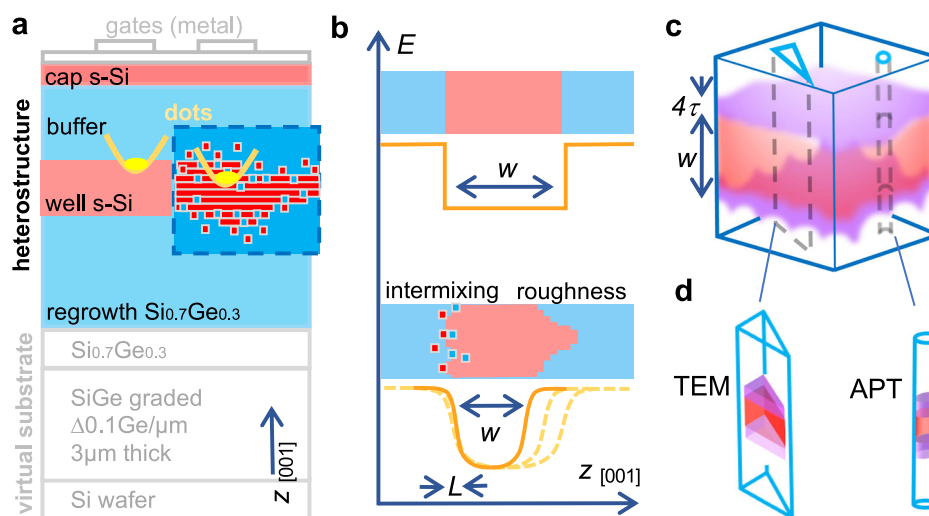 a
gates (metal)
cap s-Si
buffer
dots
well s-Si
regrowth Si0.7Ge0.3
heterostructure
Si0.7Ge0.3
SiGe graded
Δ0.1Ge/μm
3μm thick
Si wafer
virtual substrate
z [001]
b
E
w
intermixing roughness
w
L
z [001]
c
4τ
w
d
TEM
APT